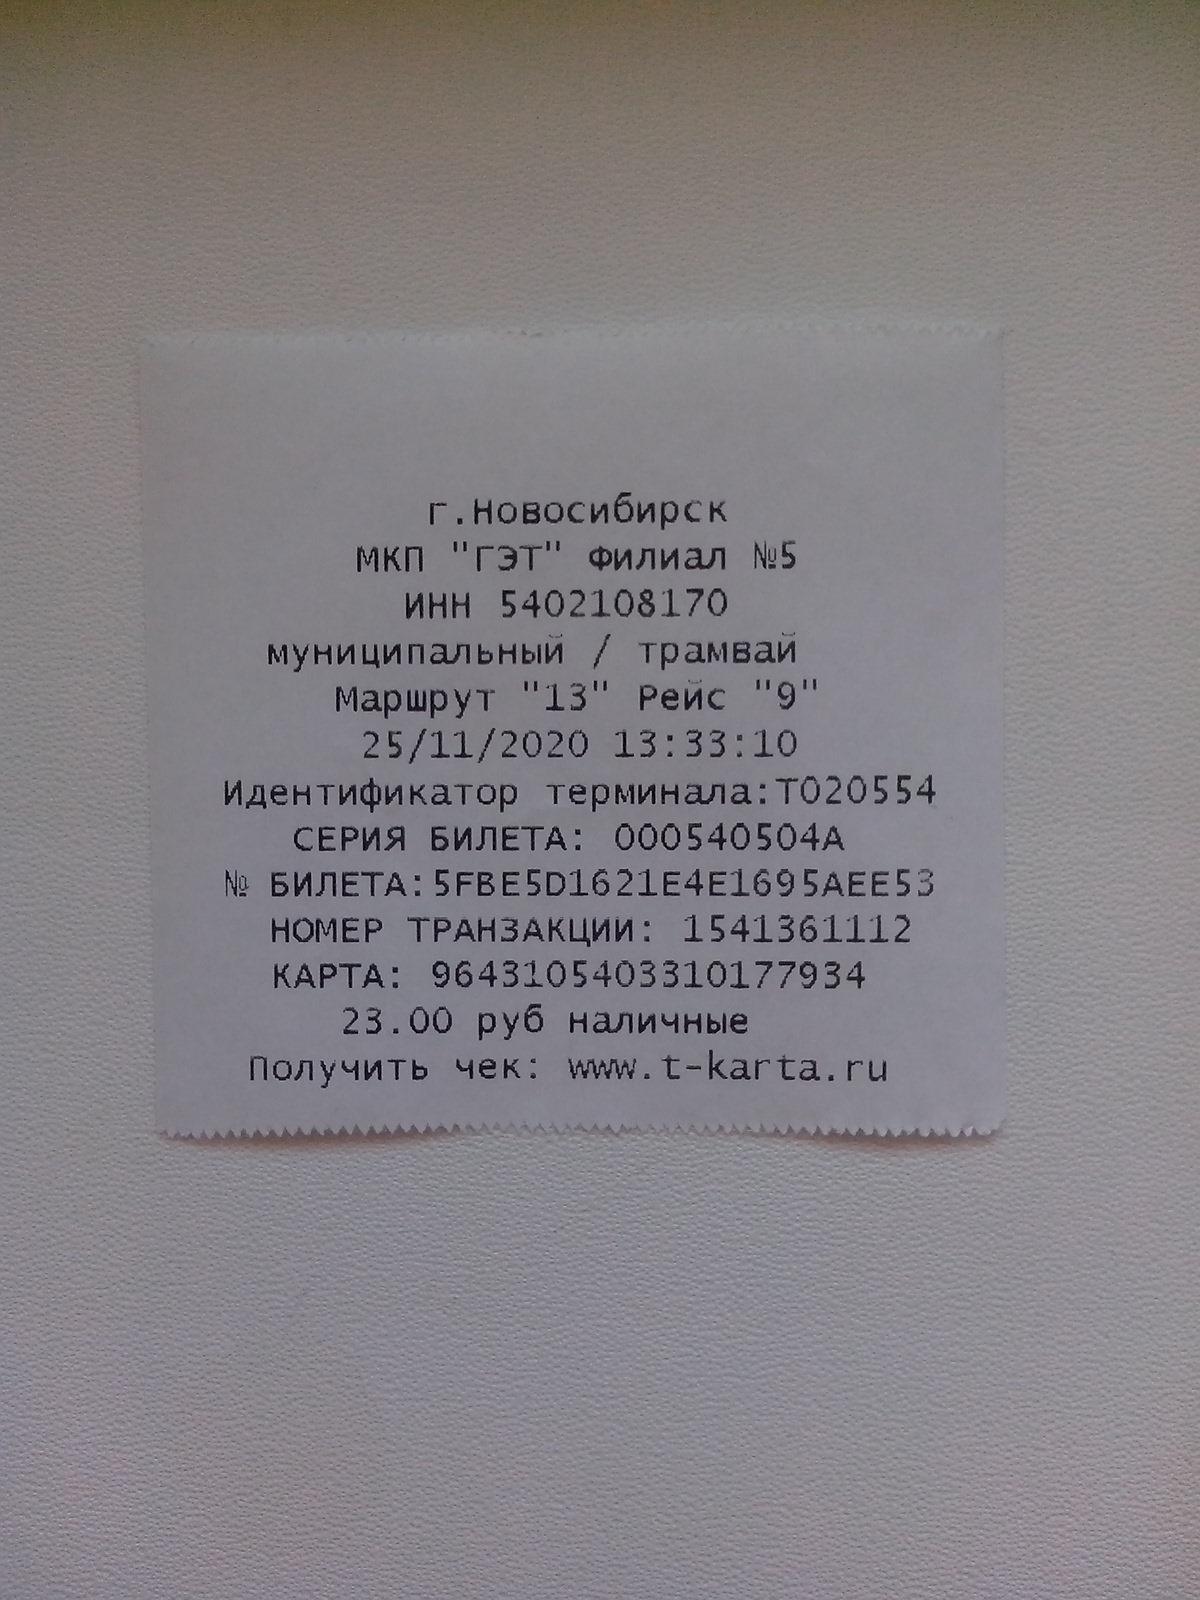 г.Новосибирск
МКП "ГЭТ" Филиал №5
ИНН 5402108170
муниципальный / трамвай
Маршрут "13" Рейс "9"
25/11/2020 13:33:10
Идентификатор терминала:T020554
СЕРИЯ БИЛЕТА: 000540504A
№ БИЛЕТА:5FBE5D1621E4E1695AEE53
НОМЕР ТРАНЗАКЦИИ: 1541361112
КАРТА: 9643105403310177934
23.00 руб наличные
Получить чек: www.t-karta.ru